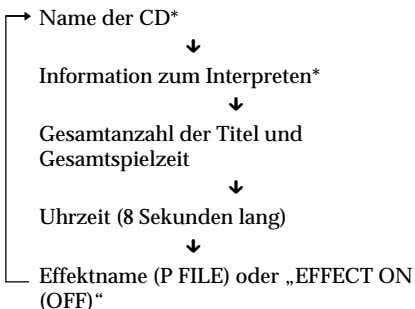 Name der CD*
Information zum Interpreten*
Gesamtanzahl der Titel und
Gesamtspielzeit
Uhrzeit (8 Sekunden lang)
Effektname (P FILE) oder „EFFECT ON
(OFF)“